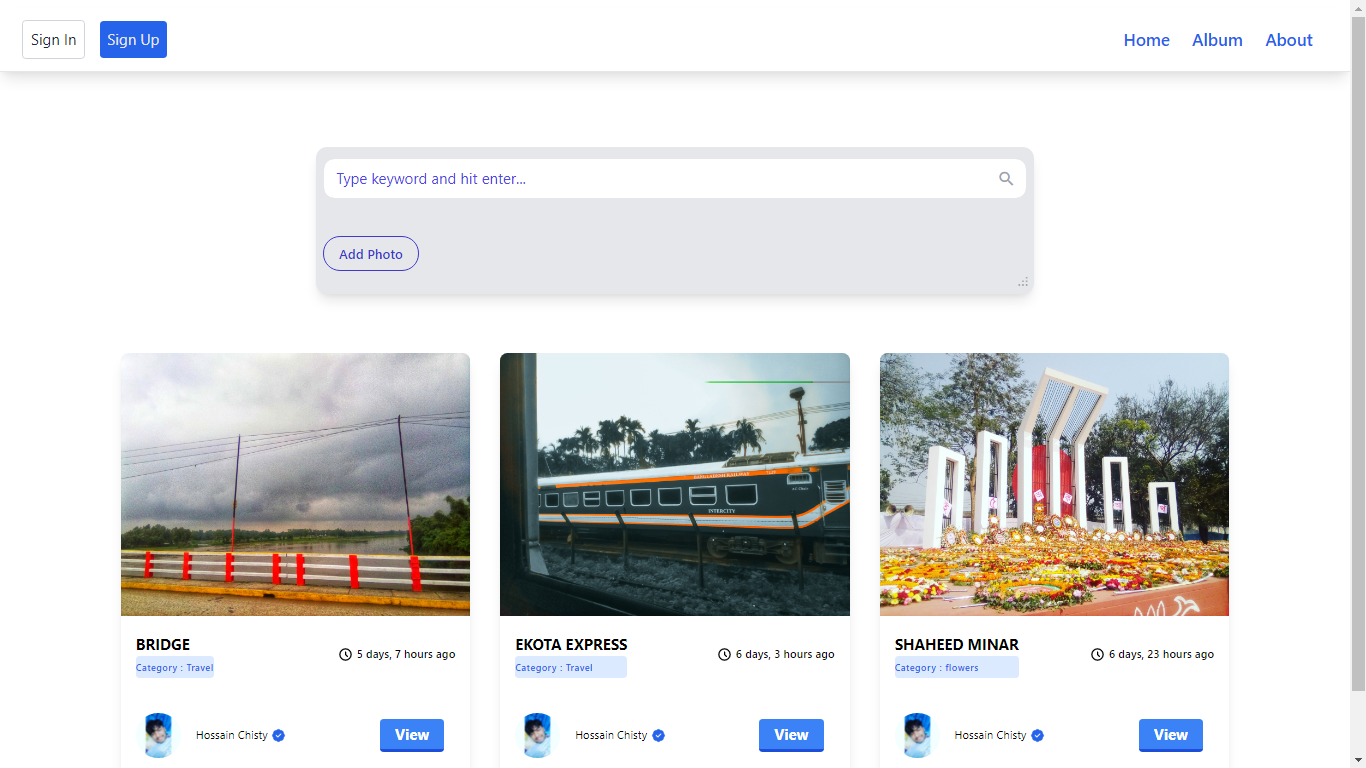 Sign In
Sign Up
Home
Album
About
Type keyword and hit enter...
Add Photo
INTERCITY
BRIDGE
Category : Travel
5 days, 7 hours ago
Hossain Chisty
View
EKOTA EXPRESS
Category : Travel
6 days, 3 hours ago
Hossain Chisty
View
SHAHEED MINAR
Category : flowers
6 days, 23 hours ago
Hossain Chisty
View